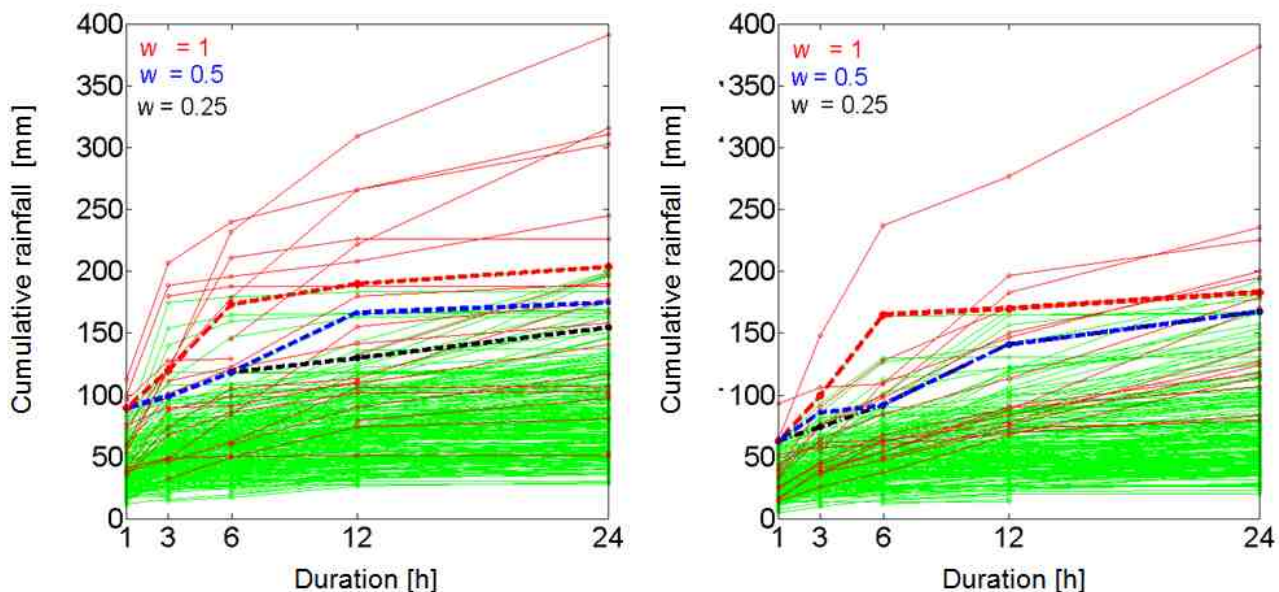 400
350
300
250
200
150
100
50
0
Cumulative rainfall [mm]
w = 1
w = 0.5
w = 0.25
1 3 6 12 24
Duration [h]
400
350
300
250
200
150
100
50
0
Cumulative rainfall [mm]
w = 1
w = 0.5
w = 0.25
1 3 6 12 24
Duration [h]